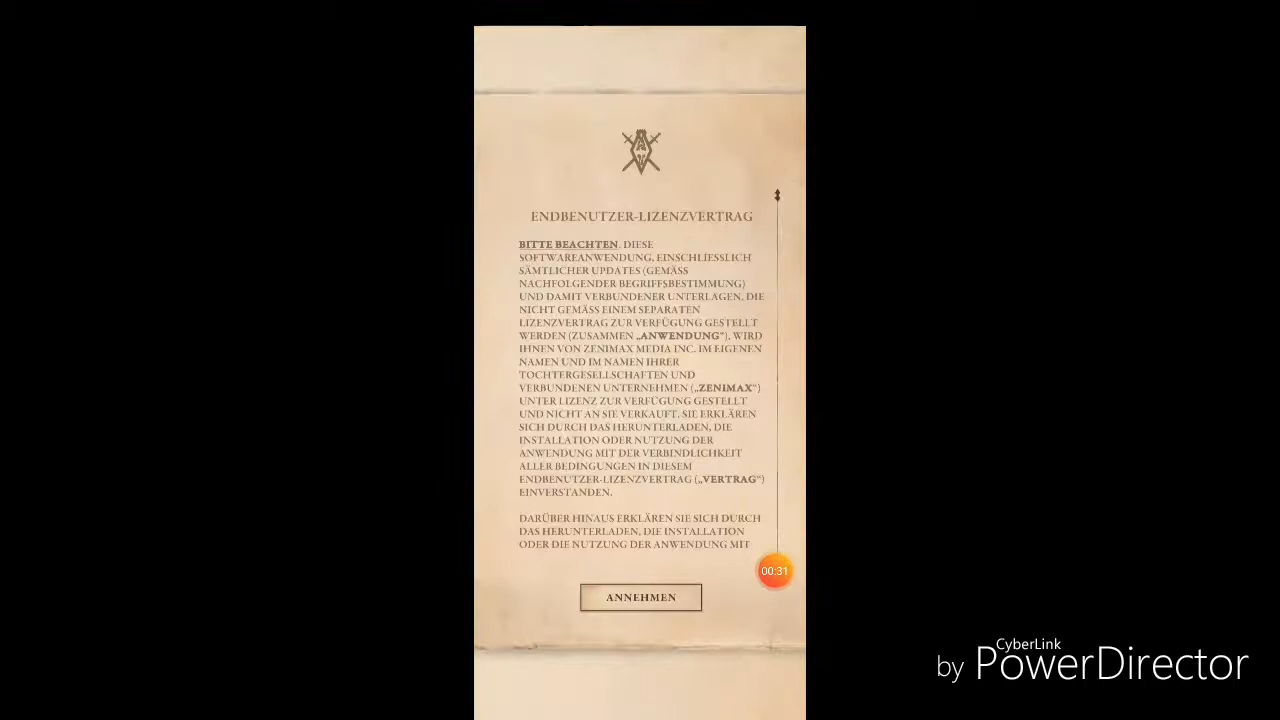 ENDBENUTZER-LIZENZVERTRAG
BITTE BEACHTEN. DIESE
SOFTWAREANWENDUNG, EINSCHLIESSLICH
SÄMTLICHER UPDATES (GEMÄSS
NACHFOLGENDER BEGRIFFSBESTIMMUNG)
UND DAMIT VERBUNDENER UNTERLAGEN, DIE
NICHT GEMÄSS EINEM SEPARATEN
LIZENZVERTRAG ZUR VERFÜGUNG GESTELLT
WERDEN (ZUSAMMEN „ANWENDUNG“), WIRD
IHNEN VON ZENIMAX MEDIA INC. IM EIGENEN
NAMEN UND IM NAMEN IHRER
TOCHTERGESELLSCHAFTEN UND
VERBUNDENEN UNTERNEHMEN („ZENIMAX“)
UNTER LIZENZ ZUR VERFÜGUNG GESTELLT
UND NICHT AN SIE VERKAUFT. SIE ERKLÄREN
SICH DURCH DAS HERUNTERLADEN, DIE
INSTALLATION ODER NUTZUNG DER
ANWENDUNG MIT DER VERBINDLICHKEIT
ALLER BEDINGUNGEN IN DIESEM
ENDBENUTZER-LIZENZVERTRAG („VERTRAG“)
EINVERSTANDEN.
DARÜBER HINAUS ERKLÄREN SIE SICH DURCH
DAS HERUNTERLADEN, DIE INSTALLATION
ODER DIE NUTZUNG DER ANWENDUNG MIT
00:31
ANNEHMEN
CyberLink
by PowerDirector